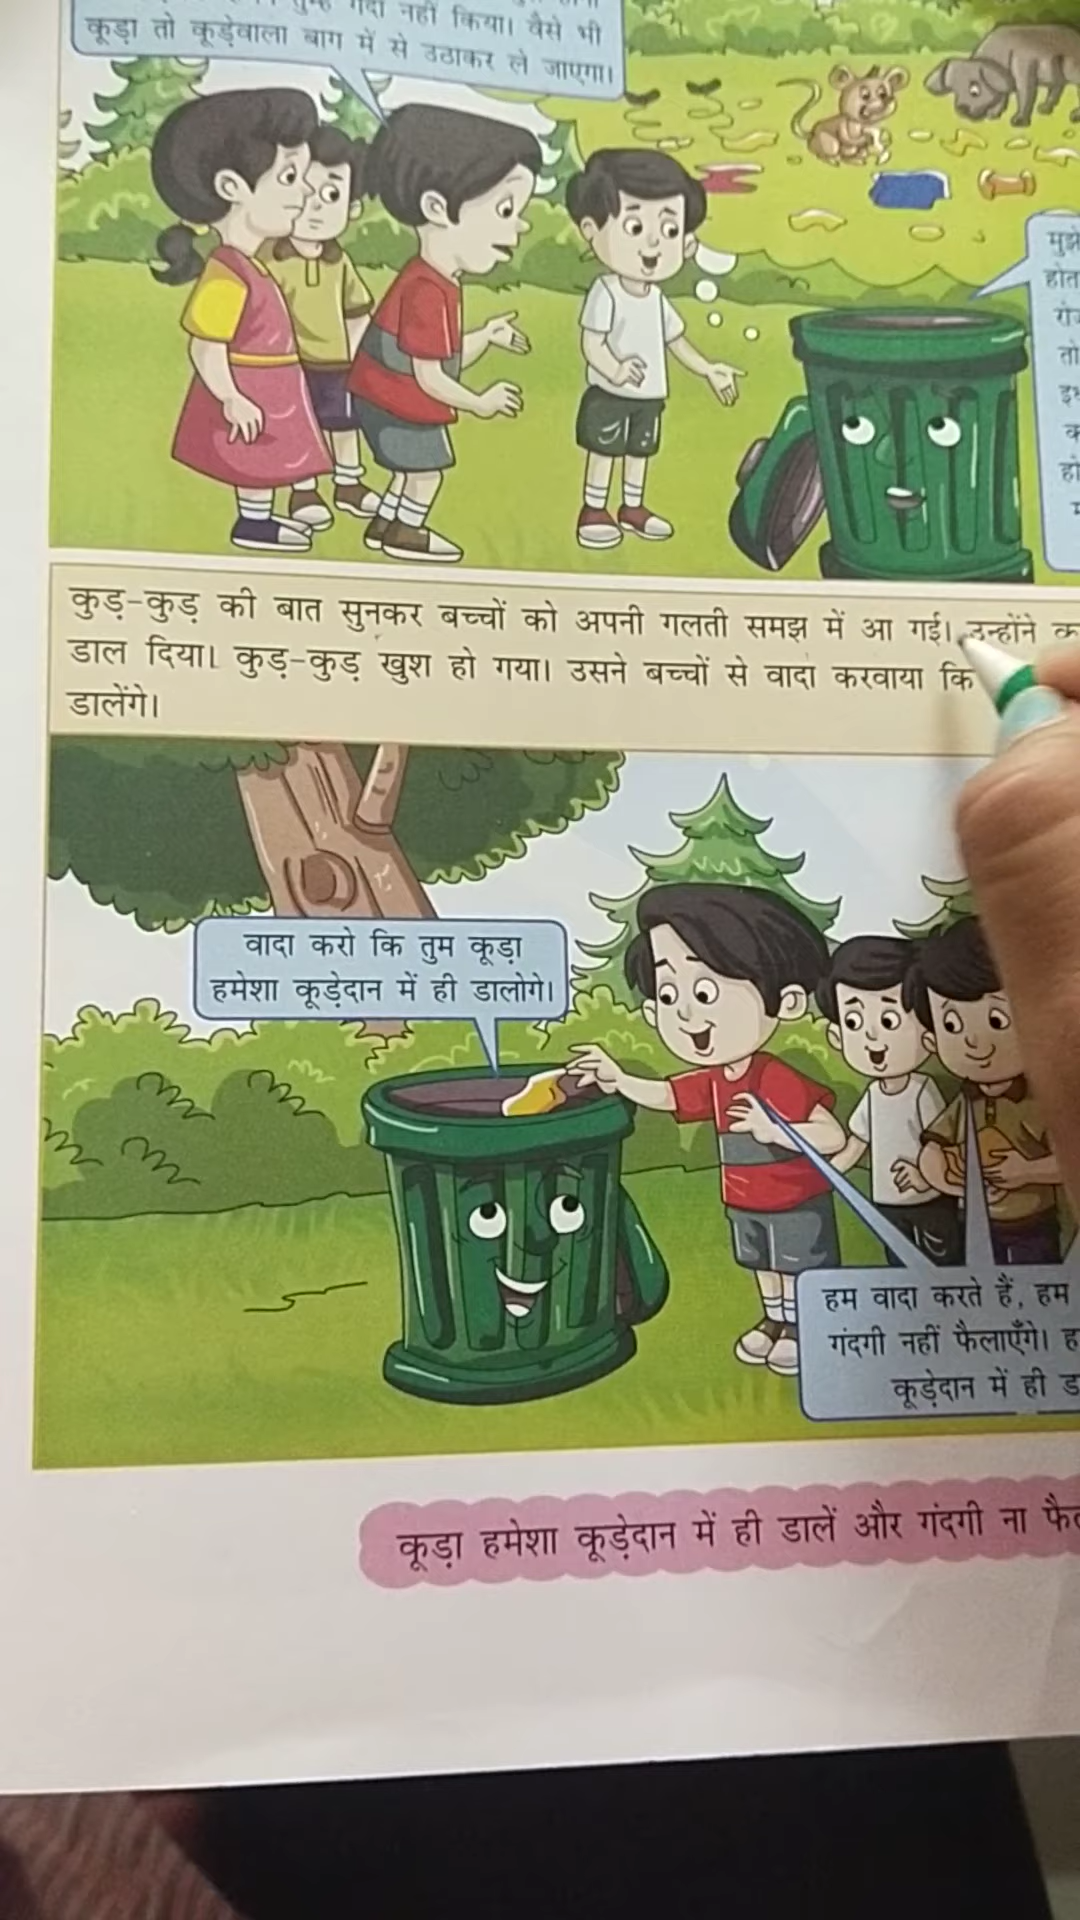 नहीं किया। वैसे भी
कूड़ा तो कूड़ेवाला बाग में से उठाकर ले जाएगा।
मुझे
तो
कुड़-कुड़ की बात सुनकर बच्चों को अपनी गलती समझ में आ गई। उन्होंने
डाल दिया। कुड़-कुड़ खुश हो गया। उसने बच्चों से वादा करवाया कि
डालेंगे।
वादा करो कि तुम कूड़ा
हमेशा कूड़ेदान में ही डालोगे।
हम वादा करते हैं, हम
गंदगी नहीं फैलाएँगे।
कूड़ेदान में ही
कूड़ा हमेशा कूड़ेदान में ही डालें और गंदगी ना